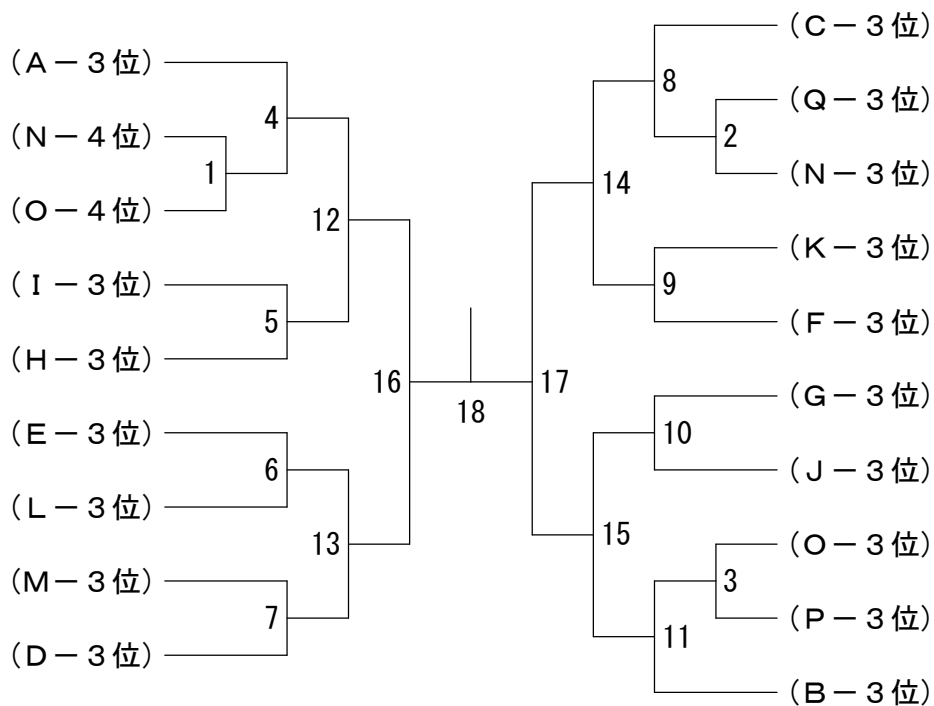 (A－3位)
(N－4位)
(O－4位)
(I－3位)
(H－3位)
(E－3位)
(L－3位)
(M－3位)
(D－3位)
1
4
5
6
7
12
13
16
18
17
14
15
8
9
10
11
2
3
(C－3位)
(Q－3位)
(N－3位)
(K－3位)
(F－3位)
(G－3位)
(J－3位)
(O－3位)
(P－3位)
(B－3位)